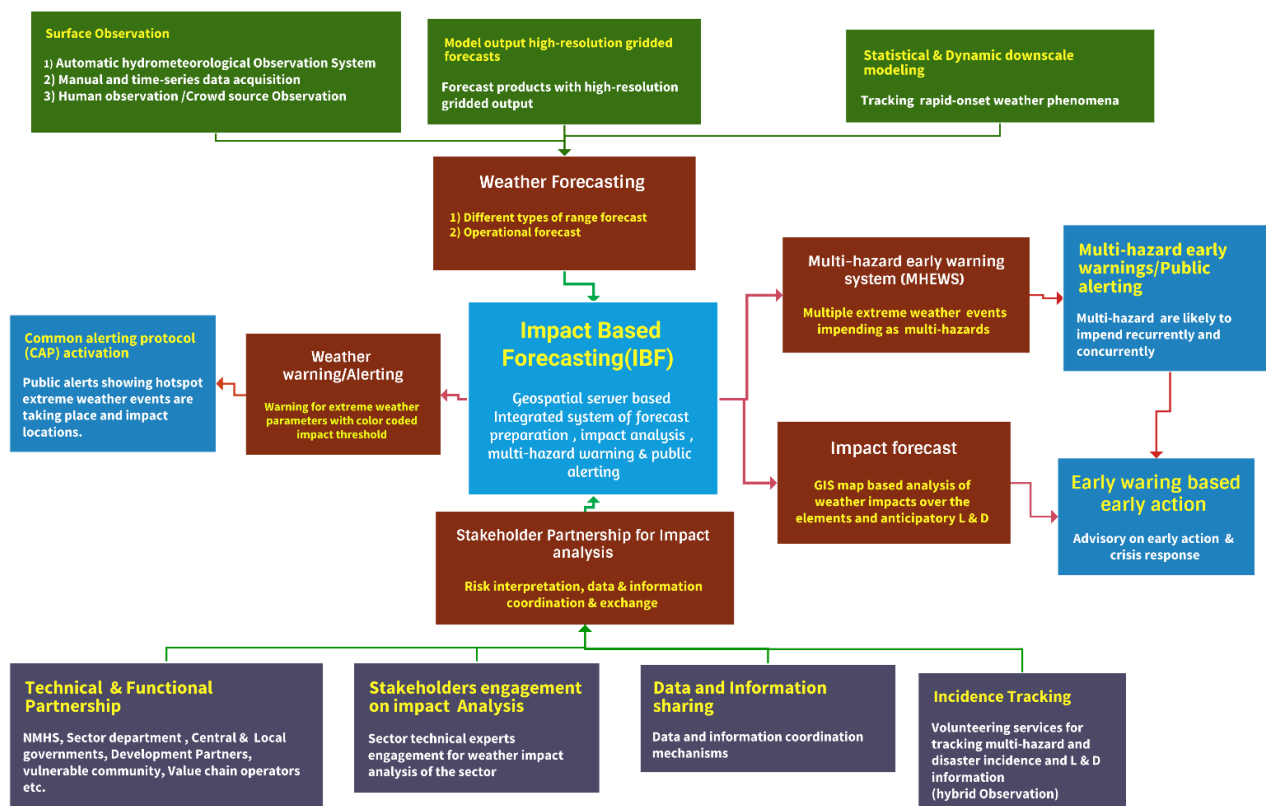 Surface Observation
1) Automatic hydrometeorological Observation System
2) Manual and time-series data acquisition
3) Human observation /Crowd source Observation
Model output high-resolution gridded
forecasts
Forecast products with high-resolution
gridded output
Statistical & Dynamic downscale
modeling
Tracking rapid-onset weather phenomena
Weather Forecasting
1) Different types of range forecast
2) Operational forecast
Multi-hazard early warning
system (MHEWS)
Multiple extreme weather events
impending as multi-hazards
Multi-hazard early
warnings/Public
alerting
Multi-hazard are likely to
impend recurrently and
concurrently
Common alerting protocol
(CAP) activation
Public alerts showing hotspot
extreme weather events are
taking place and impact
locations.
Weather
warning/Alerting
Warning for extreme weather
parameters with color coded
impact threshold
Impact Based
Forecasting(IBF)
Geospatial server based
Integrated system of forecast
preparation , impact analysis ,
multi-hazard warning & public
alerting
Impact forecast
GIS map based analysis of
weather impacts over the
elements and anticipatory L & D
Early waring based
early action
Advisory on early action &
crisis response
Stakeholder Partnership for Impact
analysis
Risk interpretation, data & information
coordination & exchange
Technical & Functional
Partnership
NMHS, Sector department , Central & Local
governments, Development Partners,
vulnerable community, Value chain operators
etc.
Stakeholders engagement
on impact Analysis
Sector technical experts
engagement for weather impact
analysis of the sector
Data and Information
sharing
Data and information coordination
mechanisms
Incidence Tracking
Volunteering services for
tracking multi-hazard and
disaster incidence and L & D
information
(hybrid Observation)